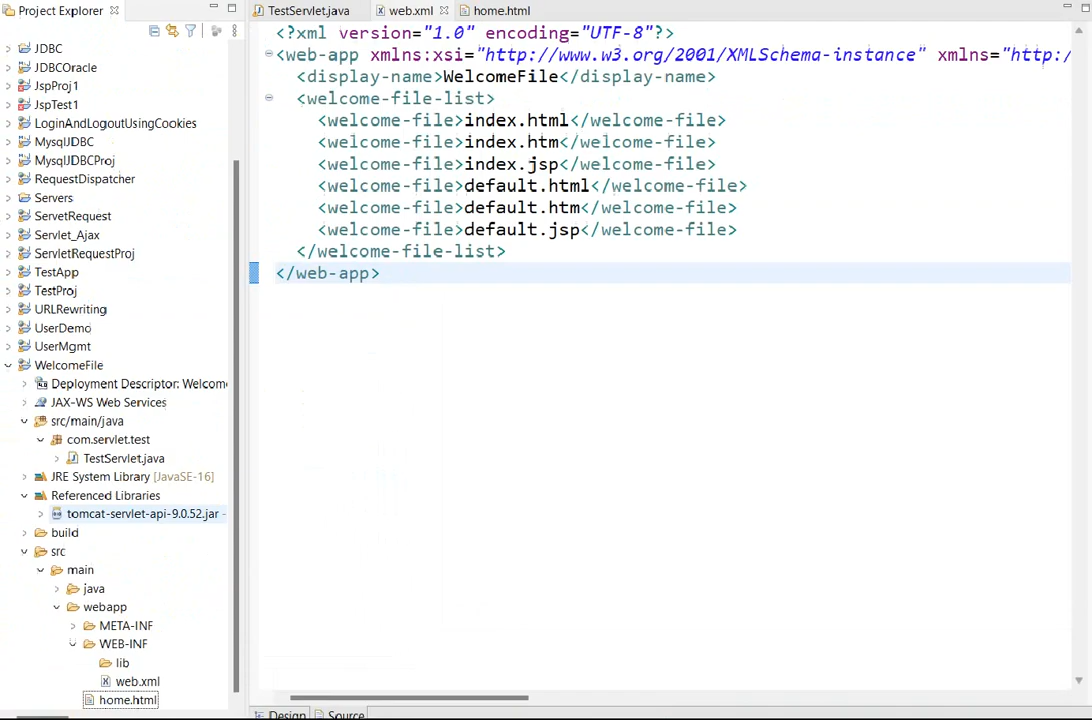 Project Explorer
JDBC
JDBCOracle
JspProj1
JspTest1
LoginAndLogoutUsingCookies
MysqlJDBC
MysqlJDBCProj
RequestDispatcher
Servers
ServetRequest
Servlet_Ajax
ServletRequestProj
TestApp
TestProj
URLRewriting
UserDemo
UserMgmt
WelcomeFile
Deployment Descriptor: Welcom
JAX-WS Web Services
src/main/java
com.servlet.test
TestServlet.java
JRE System Library [JavaSE-16]
Referenced Libraries
tomcat-servlet-api-9.0.52.jar -
build
src
main
java
webapp
META-INF
WEB-INF
lib
web.xml
home.html
TestServlet.java web.xml home.html
<?xml version="1.0" encoding="UTF-8"?>
<web-app xmlns:xsi="http://www.w3.org/2001/XMLSchema-instance" xmlns="http:/
<display-name>WelcomeFile</display-name>
<welcome-file-list>
<welcome-file>index.html</welcome-file>
<welcome-file>index.htm</welcome-file>
<welcome-file>index.jsp</welcome-file>
<welcome-file>default.html</welcome-file>
<welcome-file>default.htm</welcome-file>
<welcome-file>default.jsp</welcome-file>
</welcome-file-list>
</web-app>
Design Source